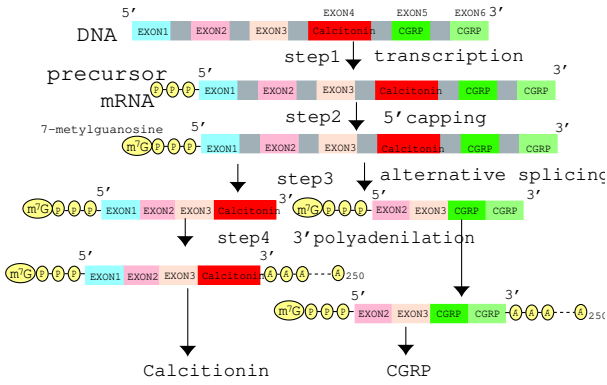 5′ EXON4 EXON5 EXON6
DNA EXON1 EXON2 EXON3 Calcitonin CGRP CGRP
step1 transcription
precursor mRNA
5′ 3′
P P P EXON1 EXON2 EXON3 Calcitonin CGRP CGRP
step2 5′capping
7-metylguanosine
5′ 3′
m7G P P P EXON1 EXON2 EXON3 Calcitonin CGRP CGRP
step3 alternative splicing
5′ 3′
m7G P P P EXON1 EXON2 EXON3 Calcitonin
5′ 3′
m7G P P P EXON2 EXON3 CGRP CGRP
step4 3′polyadenilation
5′ 3′
m7G P P P EXON1 EXON2 EXON3 Calcitonin A A A A 250
5′ 3′
m7G P P P EXON2 EXON3 CGRP CGRP A A A A 250
Calcitionin CGRP